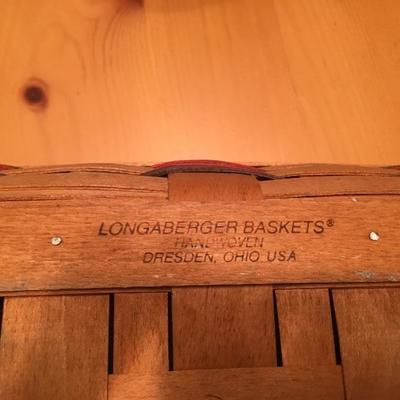 LONGABERGER BASKETS®
HANDWOVEN
DRESDEN, OHIO USA